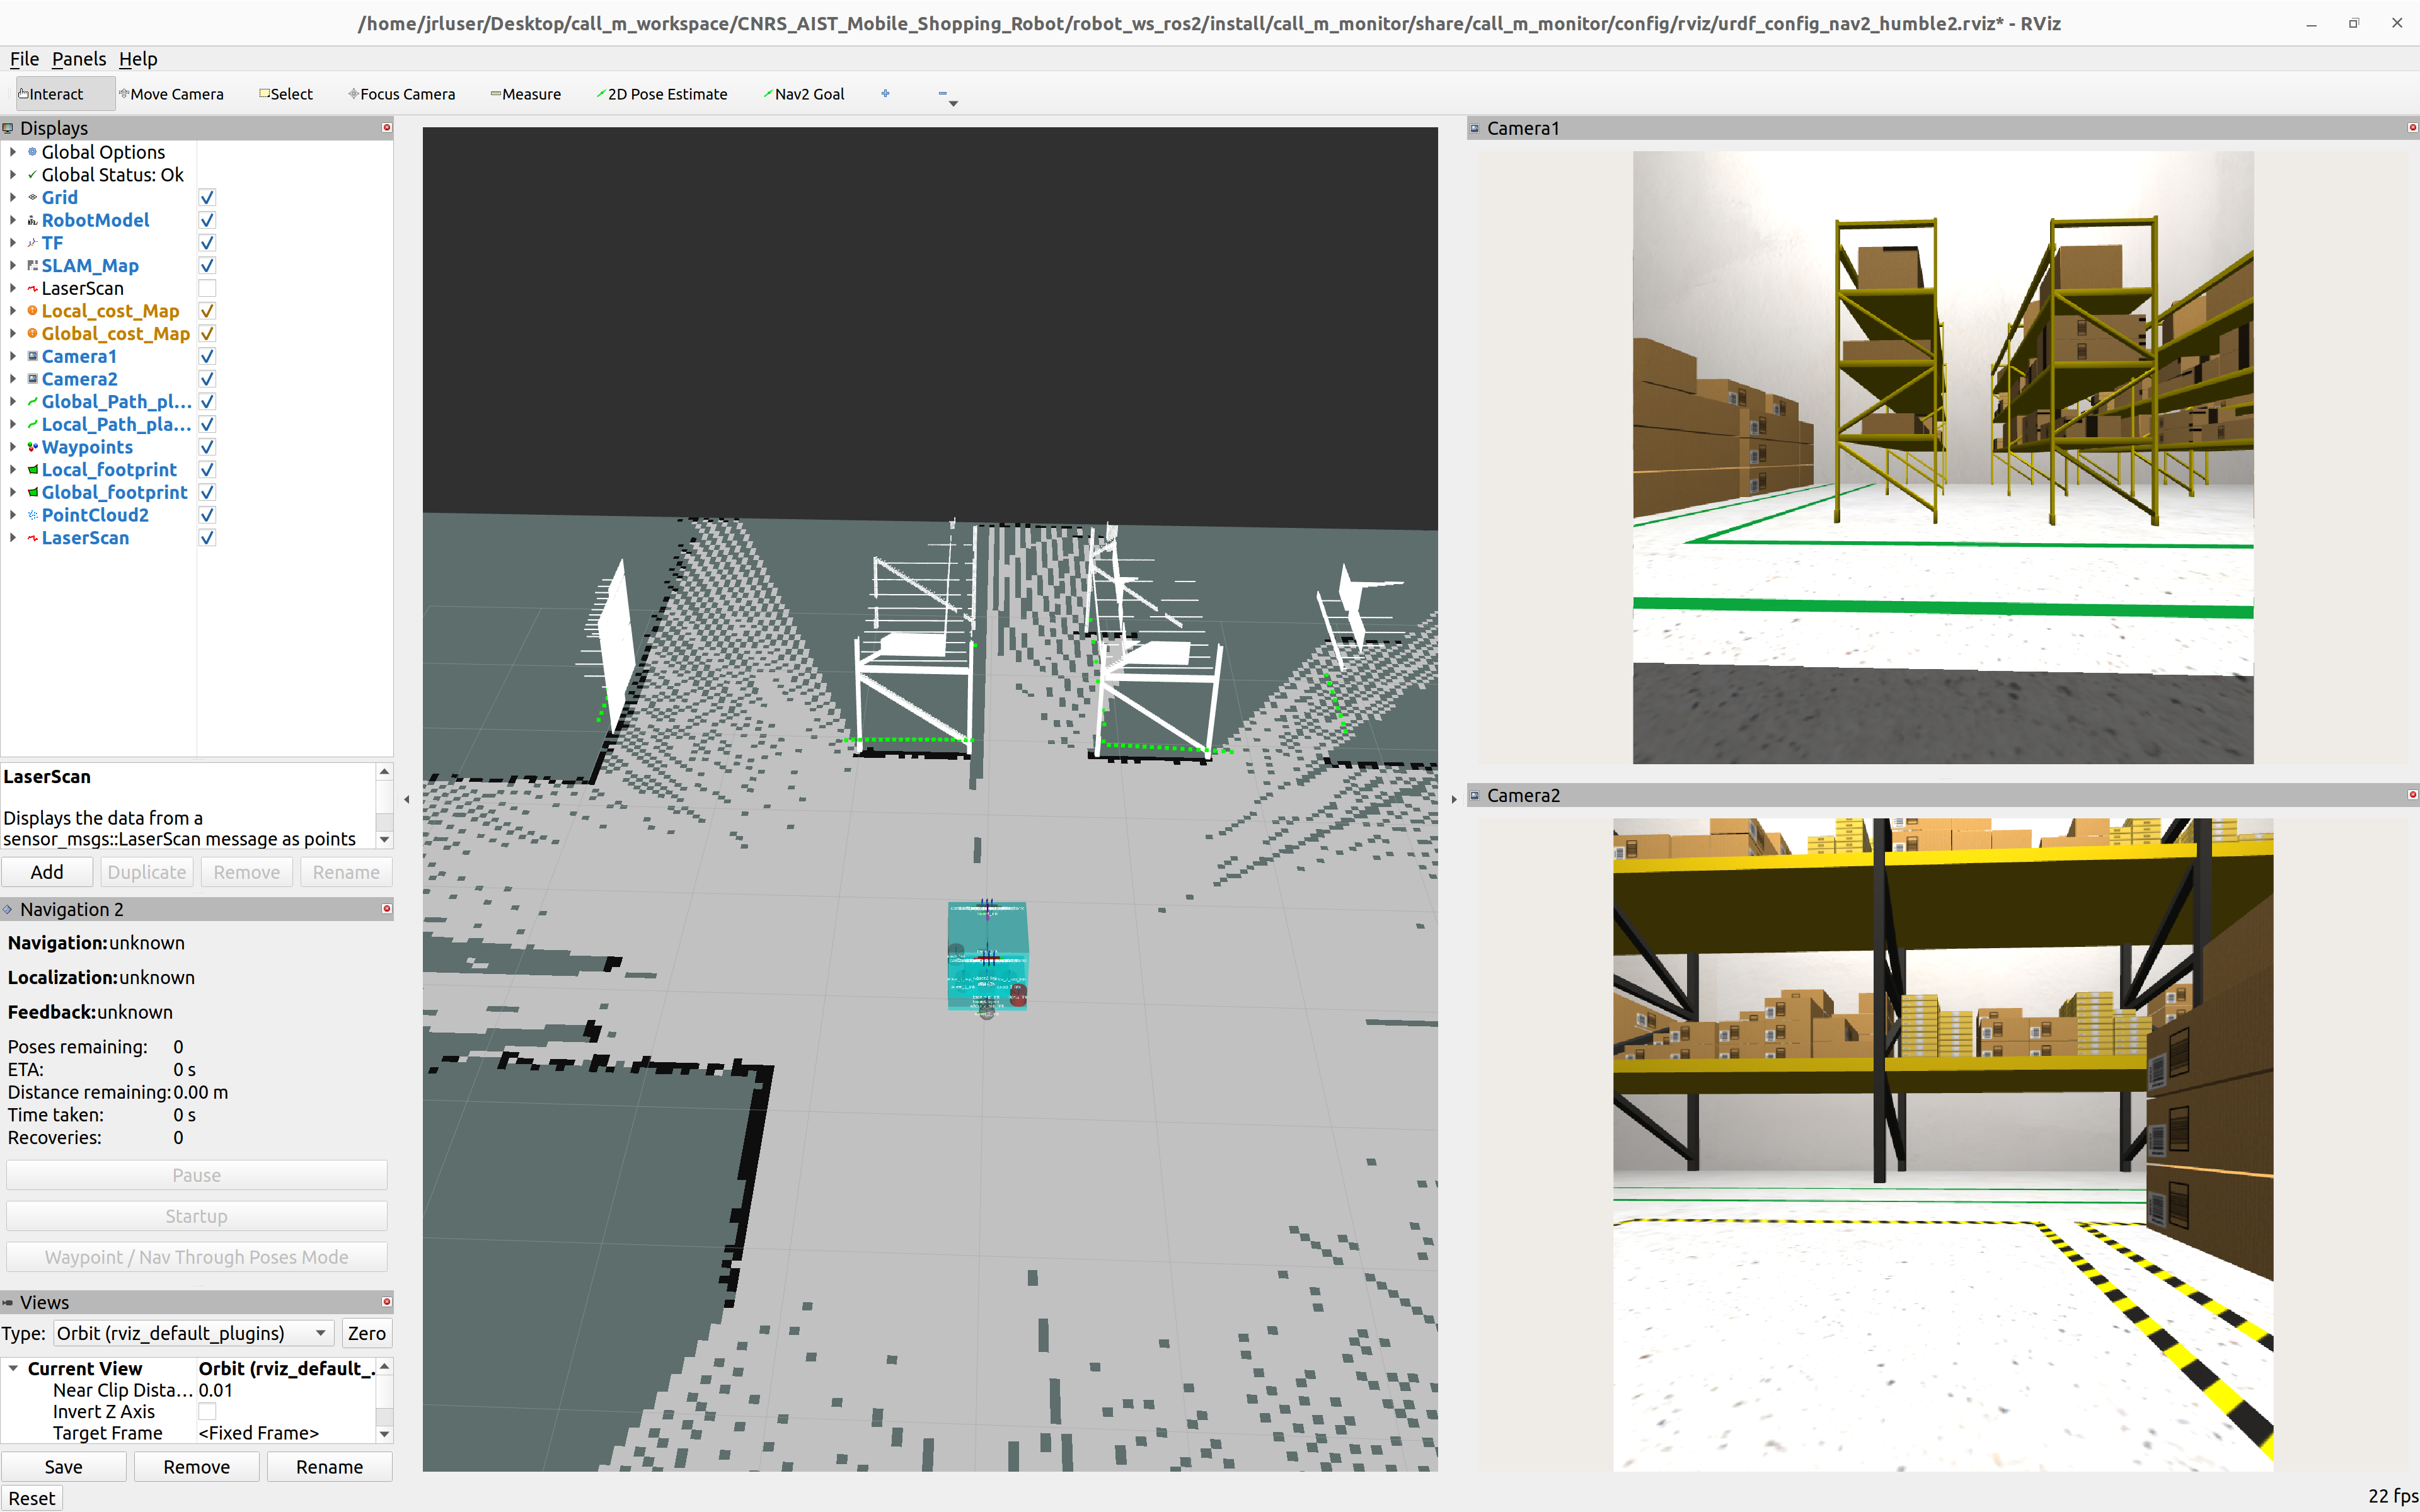 /home/jrluser/Desktop/call_m_workspace/CNRS_AIST_Mobile_Shopping_Robot/robot_ws_ros2/install/call_m_monitor/share/call_m_monitor/config/rviz/urdf_config_nav2_humble2.rviz* - RViz
File Panels Help
Interact Move Camera Select Focus Camera Measure 2D Pose Estimate Nav2 Goal
Displays
Global Options
Global Status: Ok
Grid
RobotModel
TF
SLAM_Map
LaserScan
Local_cost_Map
Global_cost_Map
Camera1
Camera2
Global_Path_pl...
Local_Path_pla...
Waypoints
Local_footprint
Global_footprint
PointCloud2
LaserScan
LaserScan
Displays the data from a
sensor_msgs::LaserScan message as points
Add Duplicate Remove Rename
Navigation 2
Navigation: unknown
Localization: unknown
Feedback: unknown
Poses remaining: 0
ETA: 0 s
Distance remaining: 0.00 m
Time taken: 0 s
Recoveries: 0
Pause
Startup
Waypoint / Nav Through Poses Mode
Views
Type: Orbit (rviz_default_plugins) Zero
Current View Orbit (rviz_default_...
Near Clip Dista... 0.01
Invert Z Axis
Target Frame <Fixed Frame>
Save Remove Rename
Reset
Camera1
Camera2
22 fps